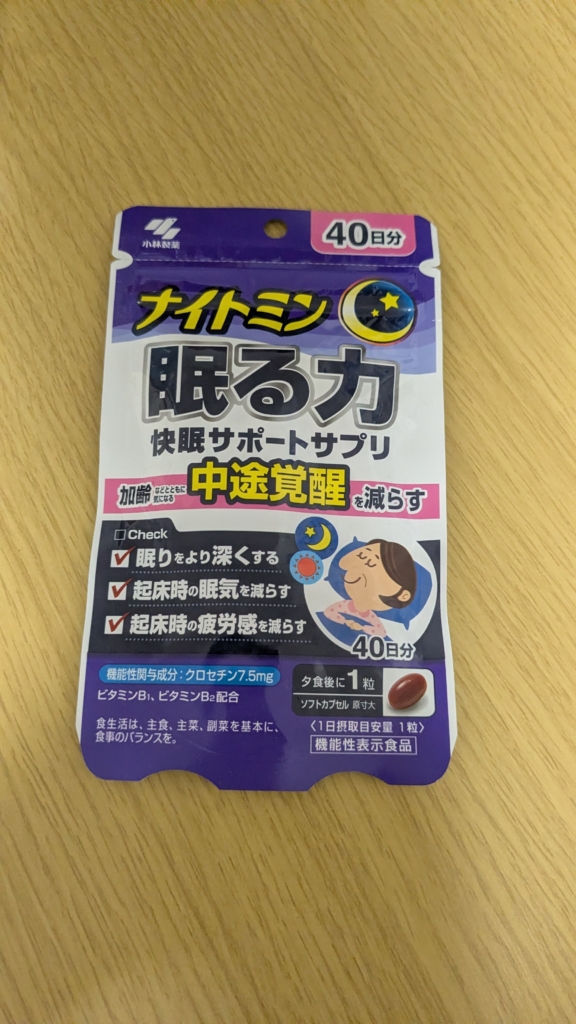 小林製薬
40日分
ナイトミン
眠る力
快眠サポートサプリ
加齢などとともに気になる中途覚醒を減らす
□Check
眠りをより深くする
起床時の眠気を減らす
起床時の疲労感を減らす
40日分
機能性関与成分：クロセチン7.5mg
ビタミンB₁、ビタミンB₂配合
食生活は、主食、主菜、副菜を基本に、
食事のバランスを。
夕食後に1粒
ソフトカプセル 原寸大
〈1日摂取目安量 1粒〉
機能性表示食品